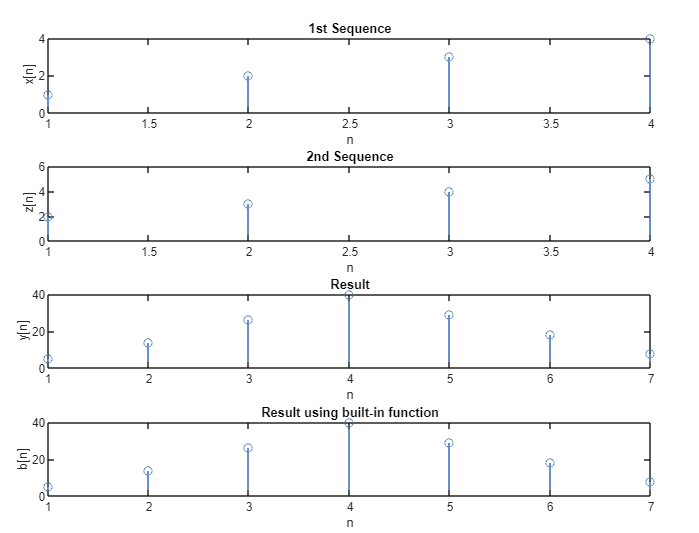 1st Sequence
4
2
0
x[n]
1 1.5 2 2.5 3 3.5 4
n
2nd Sequence
6
4
2
0
z[n]
1 1.5 2 2.5 3 3.5 4
n
Result
40
20
0
y[n]
1 2 3 4 5 6 7
n
Result using built-in function
40
20
0
b[n]
1 2 3 4 5 6 7
n